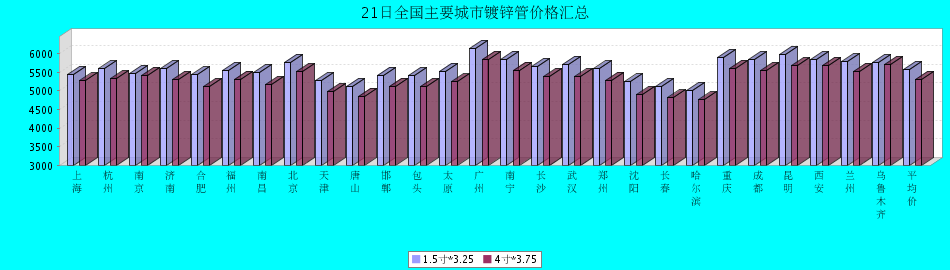 21日全国主要城市镀锌管价格汇总
6000
5500
5000
4500
4000
3500
3000
上海
杭州
南京
济南
合肥
福州
南昌
北京
天津
唐山
邯郸
包头
太原
广州
南宁
长沙
武汉
郑州
沈阳
长春
哈尔滨
重庆
成都
昆明
西安
兰州
乌鲁木齐
平均价
1.5寸*3.25
4寸*3.75